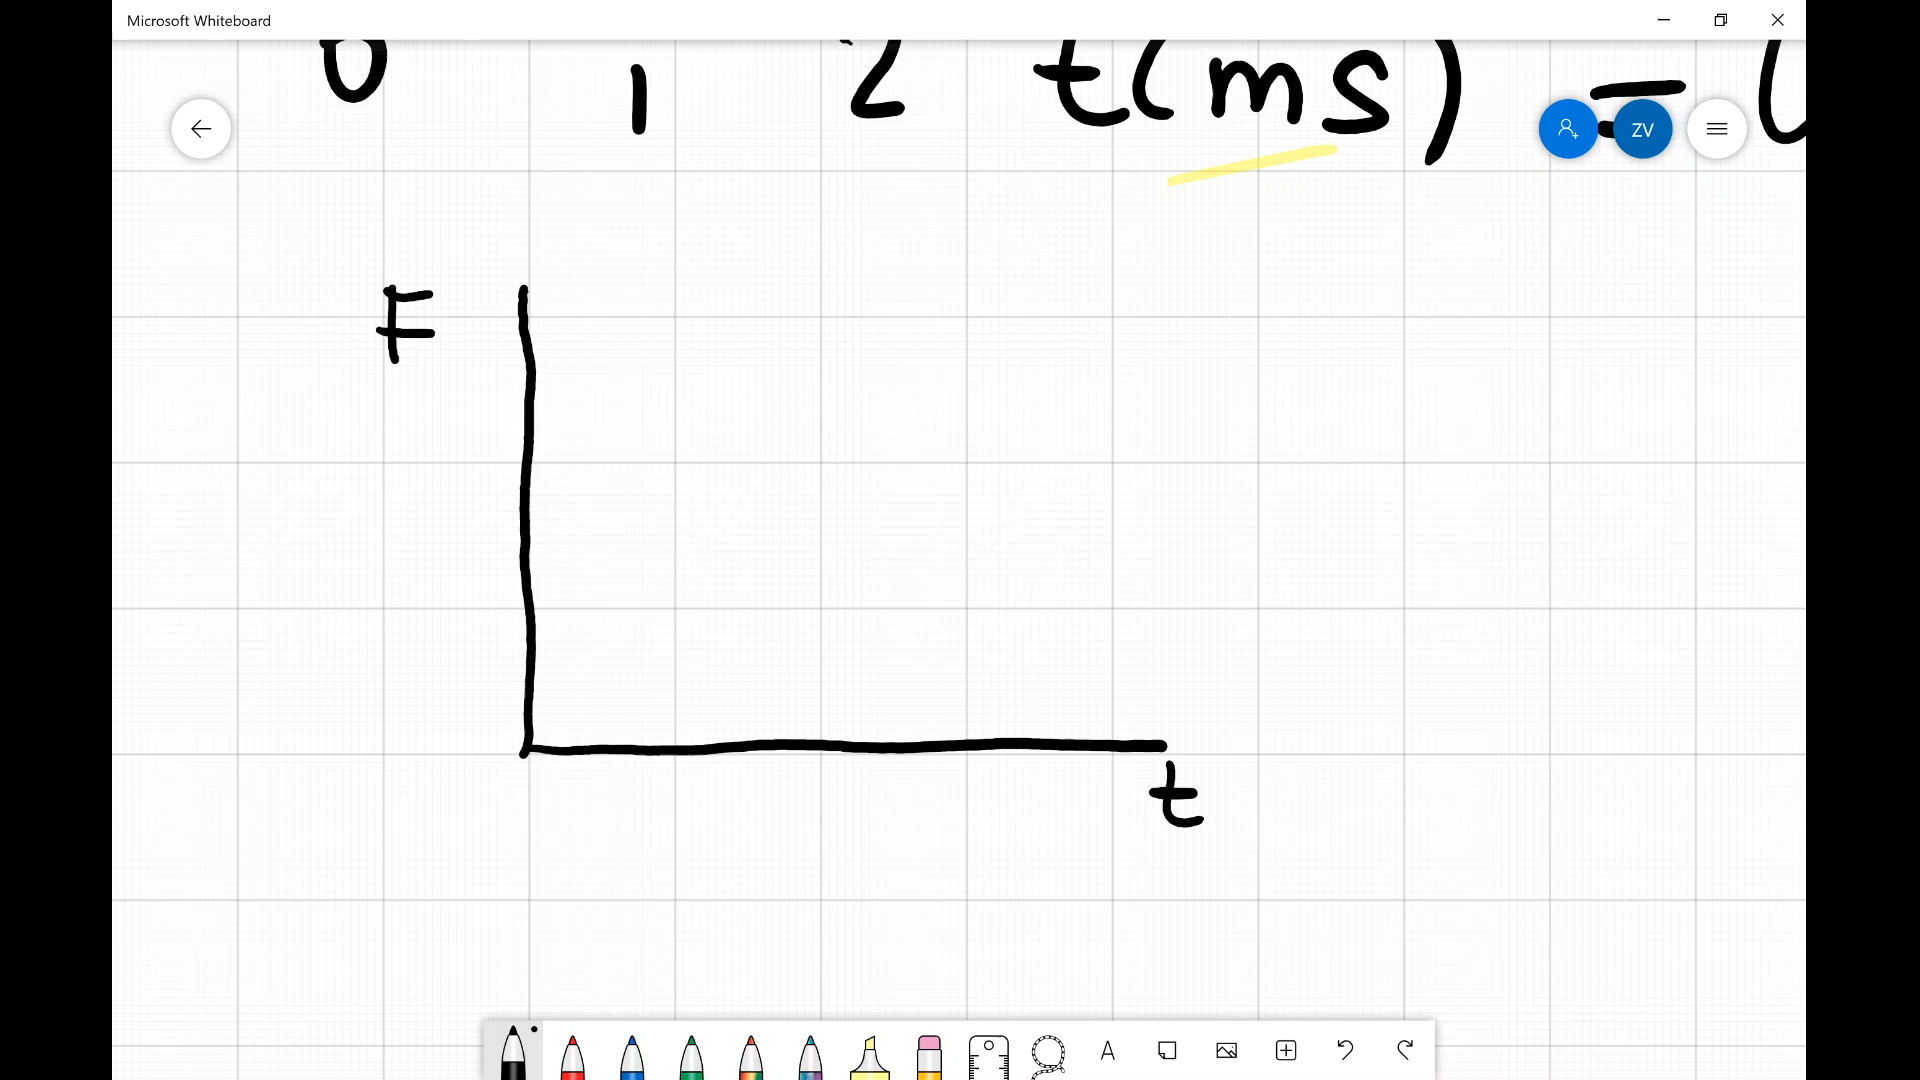 Microsoft Whiteboard
0 1 2 t(ms) =
ZV
F
t
A